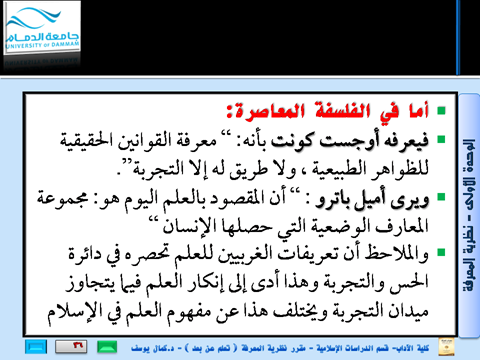 جامعة الدمام
UNIVERSITY OF DAMMAM
أما في الفلسفة المعاصرة:
فيعرفه أوجست كونت بأنه: “ معرفة القوانين الحقيقية
للظواهر الطبيعية ، ولا طريق له إلا التجربة”.
ويرى أميل باترو : “ أن المقصود بالعلم اليوم هو: مجموعة
المعارف الوضعية التي حصلها الإنسان “
والملاحظ أن تعريفات الغربيين للعلم تحصره في دائرة
الحس والتجربة وهذا أدى إلى إنكار العلم فيما يتجاوز
ميدان التجربة ويختلف هذا عن مفهوم العلم في الإسلام
الوحدة الأولى - نظرية المعرفة
كلية الآداب- قسم الدراسات الإسلامية - مقرر نظرية المعرفة ( تعلم عن بعد ) - د.كمال يوسف
٣٦